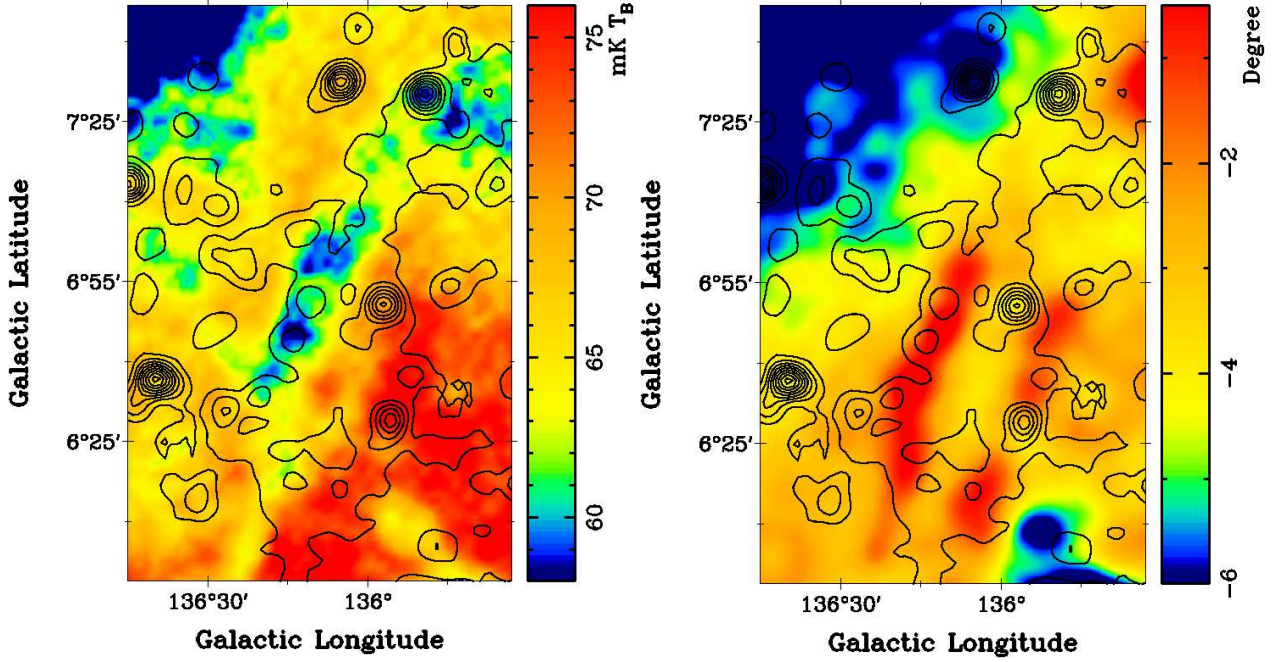 75
mK T_B
70
65
60
7°25′
6°55′
6°25′
Galactic Latitude
136°30′
136°
Galactic Longitude
Degree
−2
−4
−6
7°25′
6°55′
6°25′
Galactic Latitude
136°30′
136°
Galactic Longitude